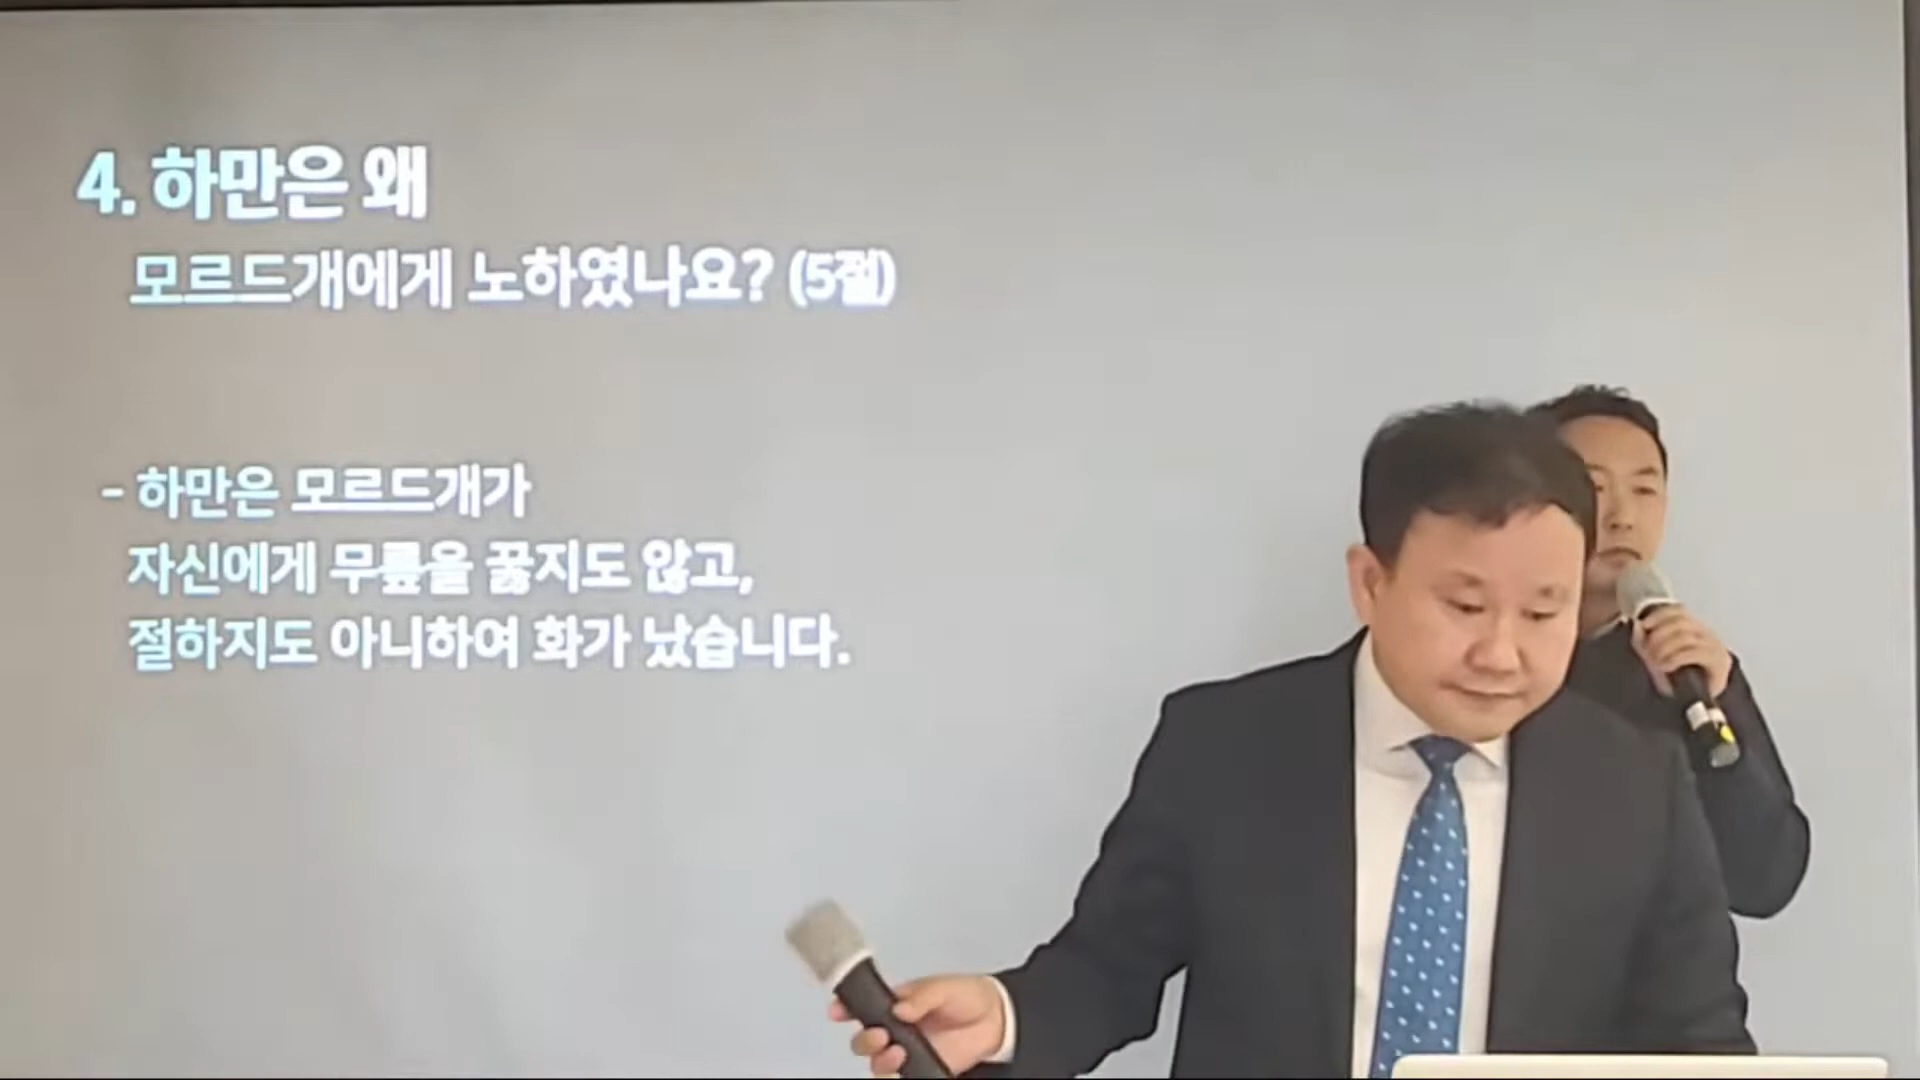 4. 하만은 왜
모르드개에게 노하였나요? (5절)
- 하만은 모르드개가
자신에게 무릎을 꿇지도 않고,
절하지도 아니하여 화가 났습니다.